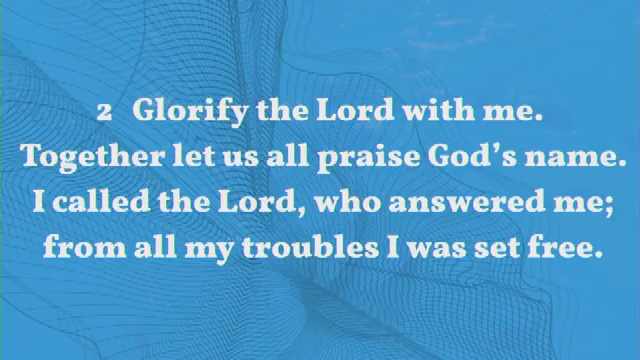 2 Glorify the Lord with me.
Together let us all praise God’s name.
I called the Lord, who answered me;
from all my troubles I was set free.